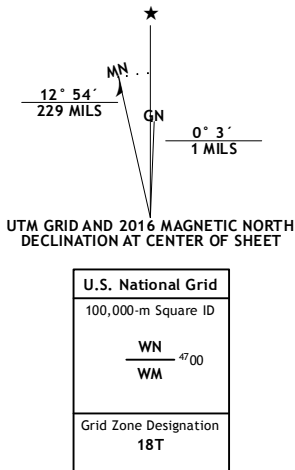 ★
MN
12° 54´
229 MILS
GN
0° 3´
1 MILS
UTM GRID AND 2016 MAGNETIC NORTH
DECLINATION AT CENTER OF SHEET
U.S. National Grid
100,000-m Square ID
WN
4700
WM
Grid Zone Designation
18T